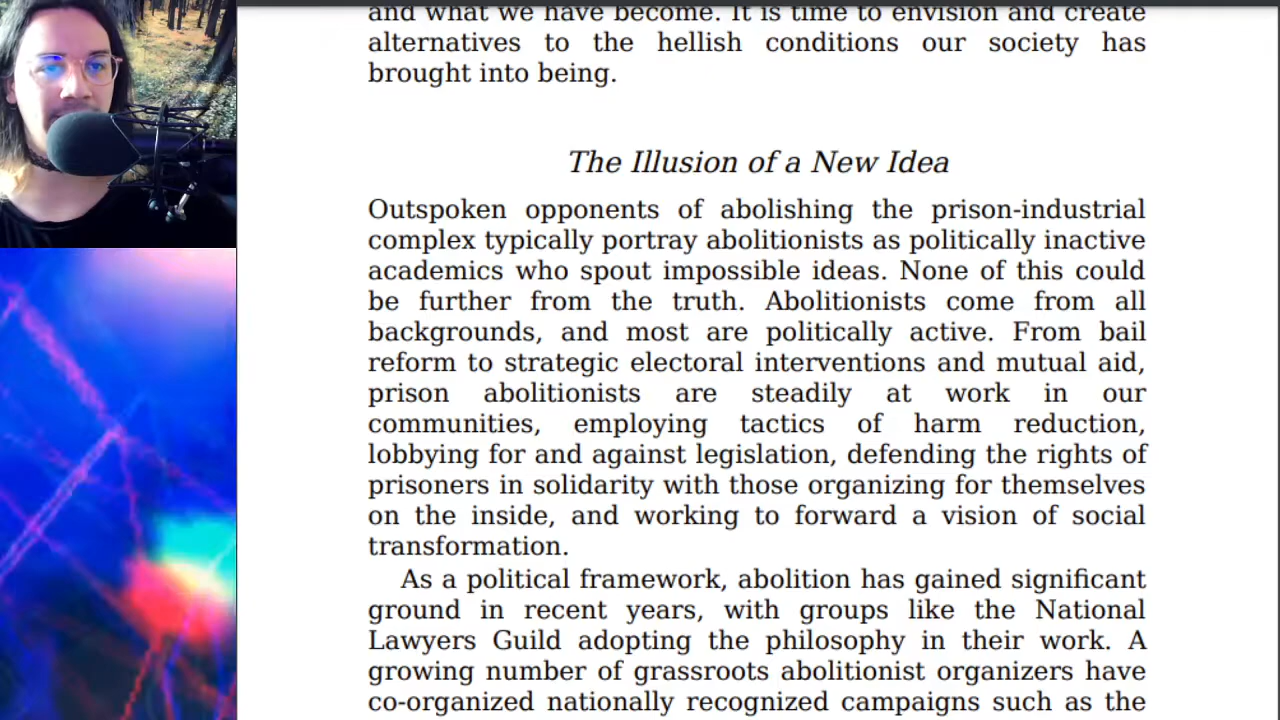 and what we have become. It is time to envision and create
alternatives to the hellish conditions our society has
brought into being.
The Illusion of a New Idea
Outspoken opponents of abolishing the prison-industrial
complex typically portray abolitionists as politically inactive
academics who spout impossible ideas. None of this could
be further from the truth. Abolitionists come from all
backgrounds, and most are politically active. From bail
reform to strategic electoral interventions and mutual aid,
prison abolitionists are steadily at work in our
communities, employing tactics of harm reduction,
lobbying for and against legislation, defending the rights of
prisoners in solidarity with those organizing for themselves
on the inside, and working to forward a vision of social
transformation.
As a political framework, abolition has gained significant
ground in recent years, with groups like the National
Lawyers Guild adopting the philosophy in their work. A
growing number of grassroots abolitionist organizers have
co-organized nationally recognized campaigns such as the